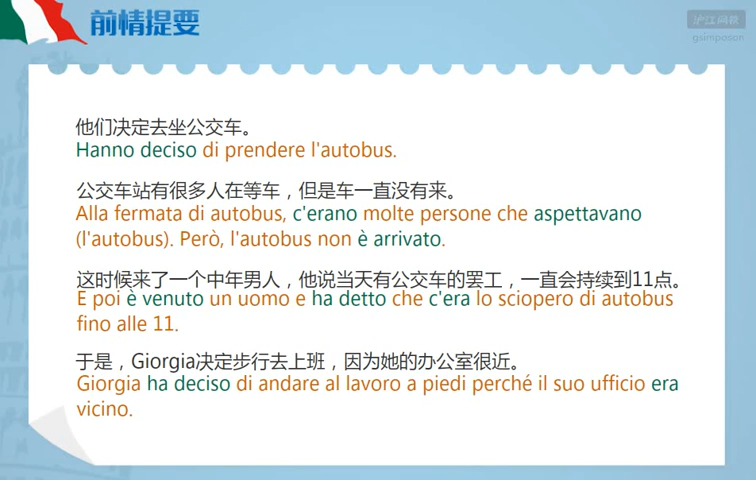 前情提要
沪江网校
gsimpason
他们决定去坐公交车。
Hanno deciso di prendere l'autobus.
公交车站有很多人在等车，但是车一直没有来。
Alla fermata di autobus, c'erano molte persone che aspettavano
(l'autobus). Però, l'autobus non è arrivato.
这时候来了一个中年男人，他说当天有公交车的罢工，一直会持续到11点。
E poi è venuto un uomo e ha detto che c'era lo sciopero di autobus
fino alle 11.
于是，Giorgia决定步行去上班，因为她的办公室很近。
Giorgia ha deciso di andare al lavoro a piedi perché il suo ufficio era
vicino.